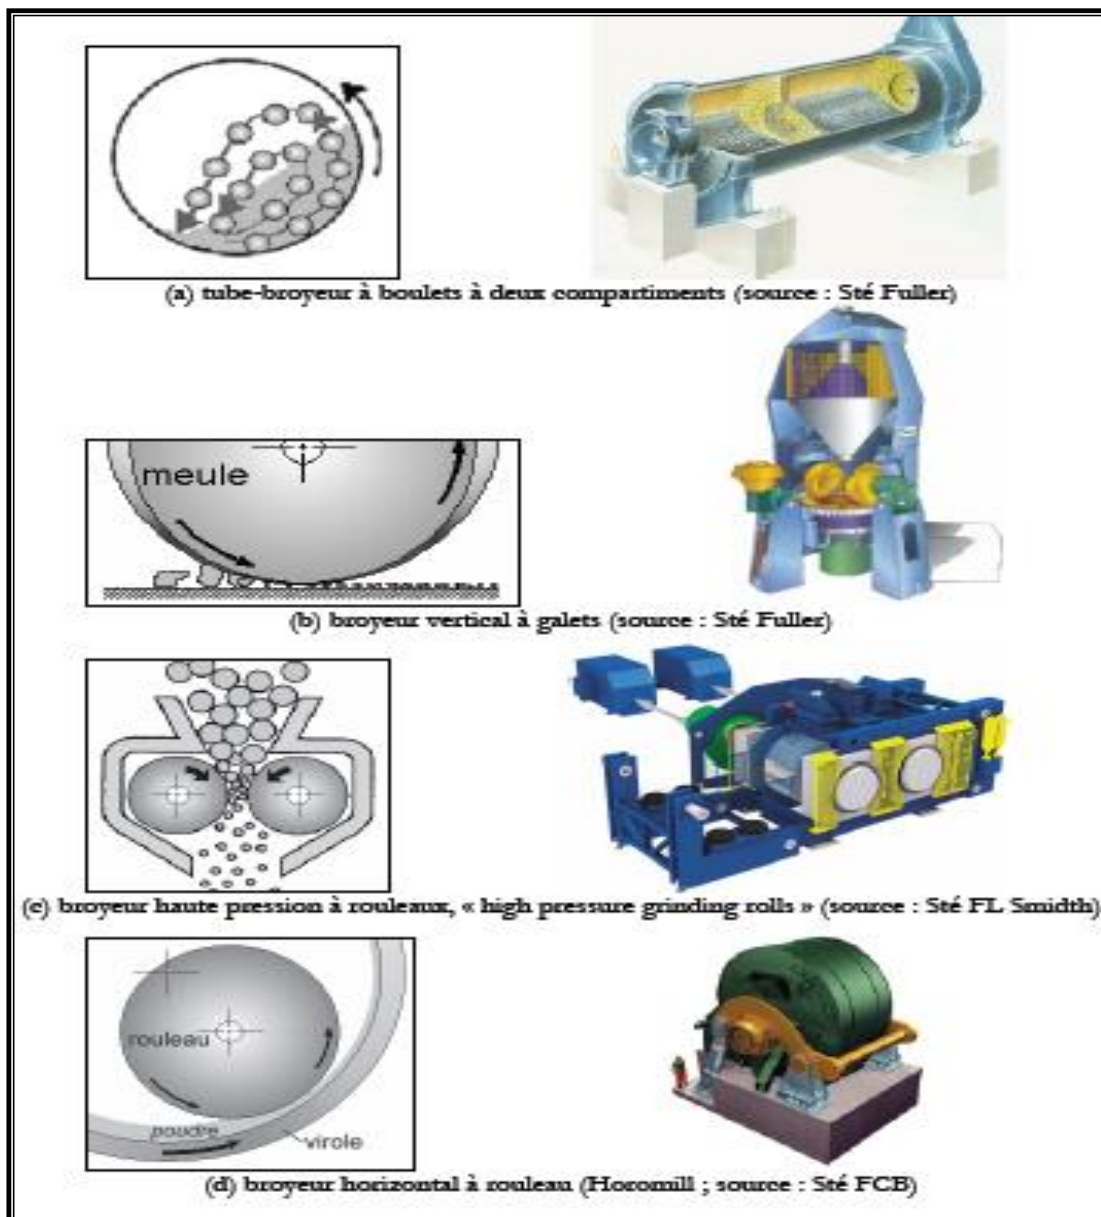 (a) tube-broyeur à boulets à deux compartiments (source : Sté Fuller)
meule
(b) broyeur vertical à galets (source : Sté Fuller)
(c) broyeur haute pression à rouleaux, « high pressure grinding rolls » (source : Sté FL Smidth)
rouleau
poudre
virole
(d) broyeur horizontal à rouleau (Horomill ; source : Sté FCB)